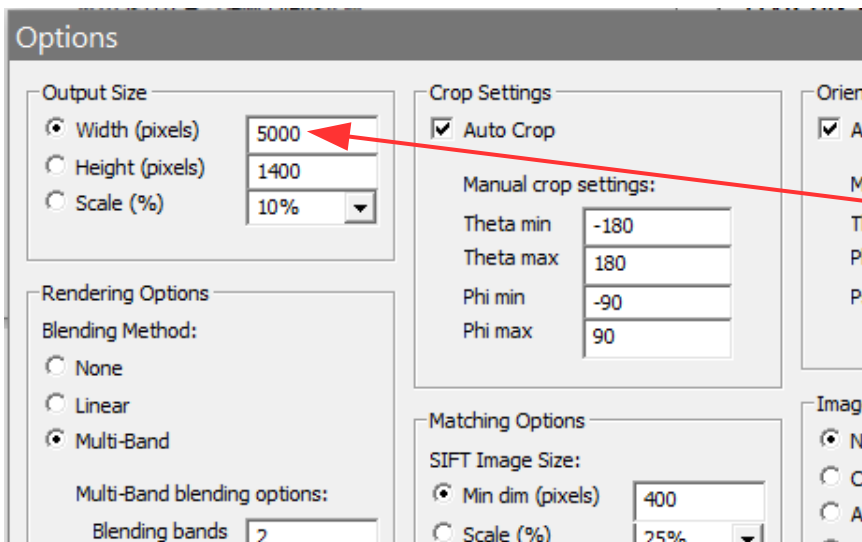 Options
Output Size
Width (pixels) 5000
Height (pixels) 1400
Scale (%) 10%
Rendering Options
Blending Method:
None
Linear
Multi-Band
Multi-Band blending options:
Blending bands 2
Crop Settings
Auto Crop
Manual crop settings:
Theta min -180
Theta max 180
Phi min -90
Phi max 90
Matching Options
SIFT Image Size:
Min dim (pixels) 400
Scale (%) 25%